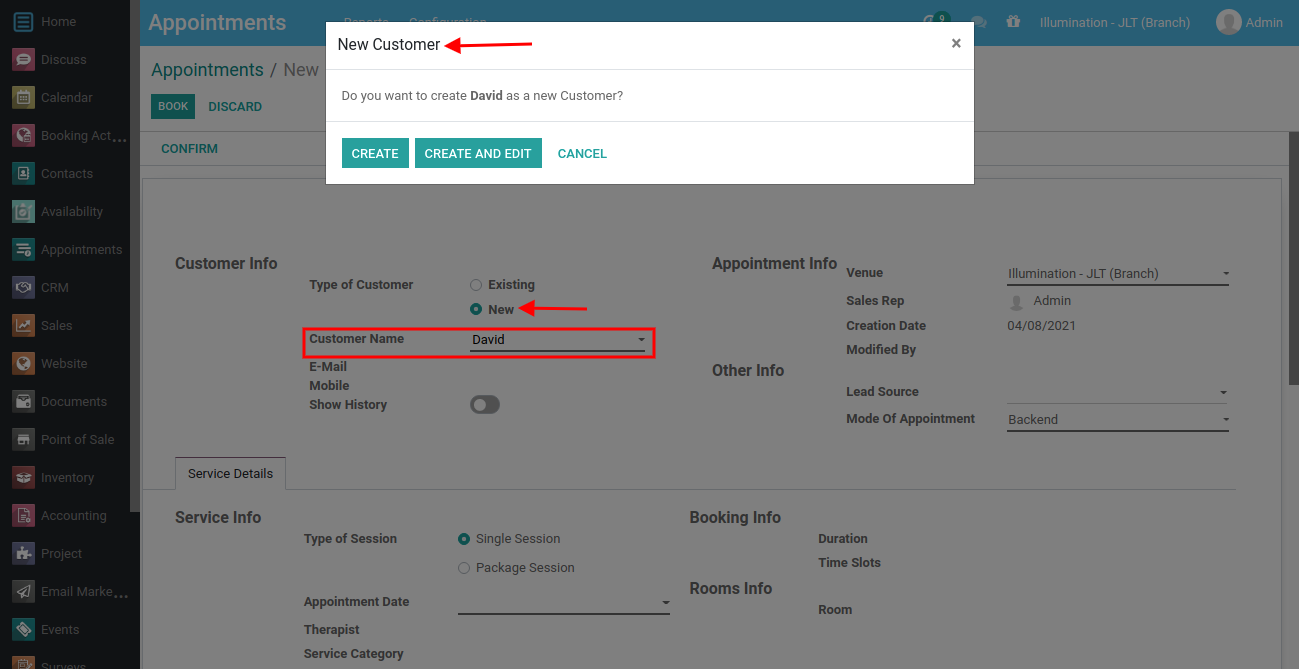 Home
Discuss
Calendar
Booking Act...
Contacts
Availability
Appointments
CRM
Sales
Website
Documents
Point of Sale
Inventory
Accounting
Project
Email Marke...
Events
Surveys
Appointments
Reports Configuration
9
Illumination - JLT (Branch)
Admin
Appointments / New
BOOK DISCARD
CONFIRM
New Customer
×
Do you want to create David as a new Customer?
CREATE CREATE AND EDIT CANCEL
Customer Info
Type of Customer Existing
New
Customer Name David
E-Mail
Mobile
Show History
Appointment Info
Venue Illumination - JLT (Branch)
Sales Rep Admin
Creation Date 04/08/2021
Modified By
Other Info
Lead Source
Mode Of Appointment Backend
Service Details
Service Info
Type of Session Single Session
Package Session
Appointment Date
Therapist
Service Category
Booking Info
Duration
Time Slots
Rooms Info
Room